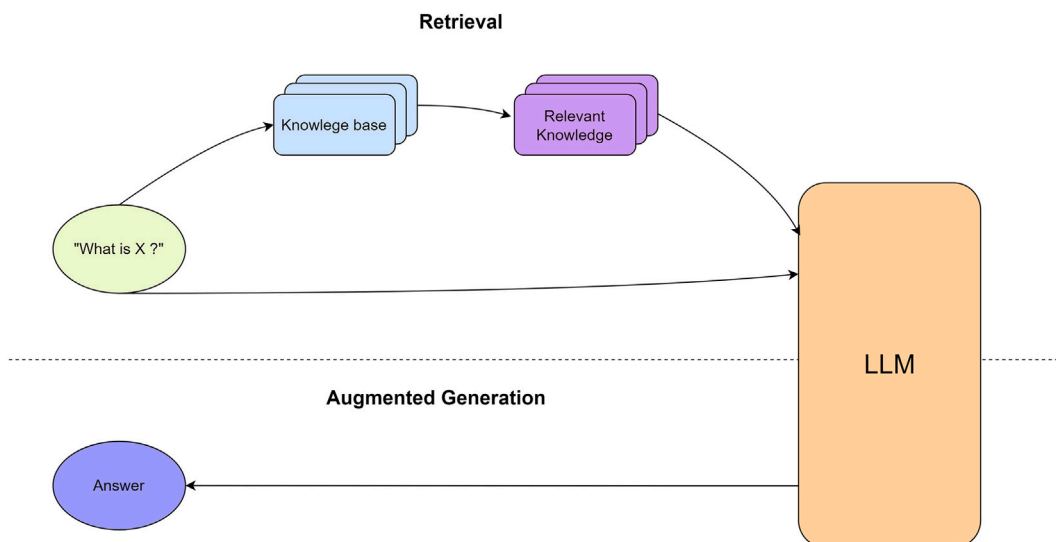 Retrieval
Knowlege base
Relevant
Knowledge
"What is X ?"
LLM
Augmented Generation
Answer